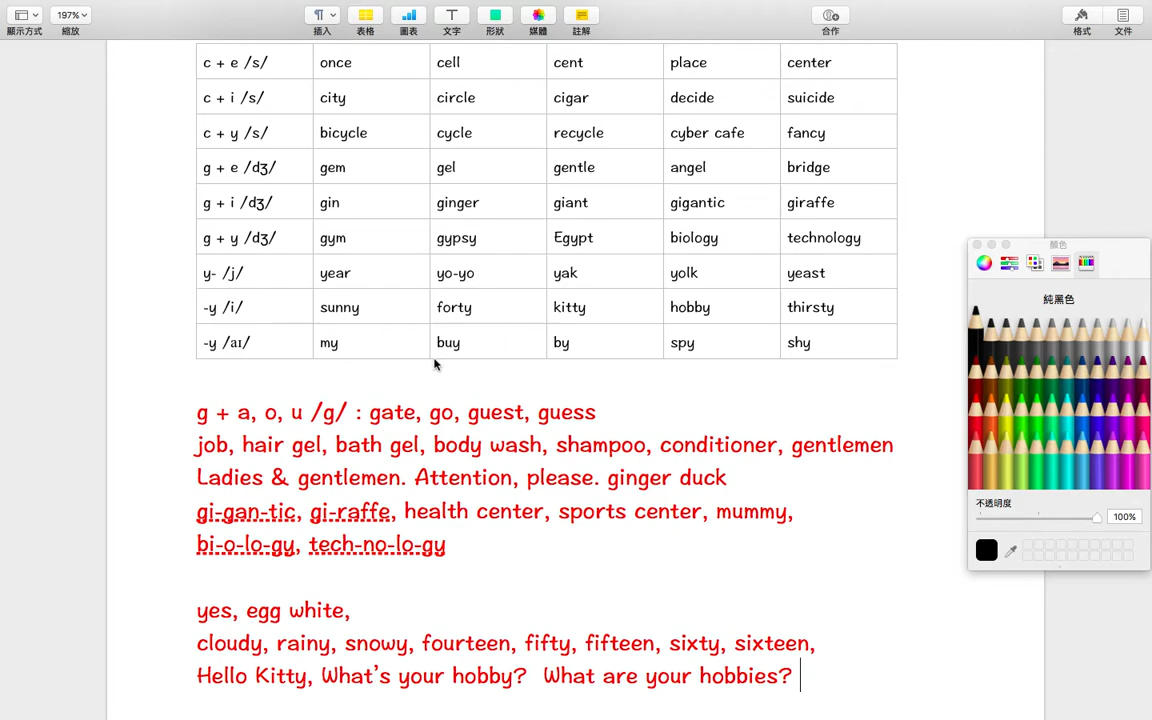 197%
顯示方式 縮放 插入 表格 圖表 文字 形狀 媒體 註解 合作 格式 文件
c + e /s/ once cell cent place center
c + i /s/ city circle cigar decide suicide
c + y /s/ bicycle cycle recycle cyber cafe fancy
g + e /dʒ/ gem gel gentle angel bridge
g + i /dʒ/ gin ginger giant gigantic giraffe
g + y /dʒ/ gym gypsy Egypt biology technology
y- /j/ year yo-yo yak yolk yeast
-y /i/ sunny forty kitty hobby thirsty
-y /aɪ/ my buy by spy shy
g + a, o, u /g/ : gate, go, guest, guess
job, hair gel, bath gel, body wash, shampoo, conditioner, gentlemen
Ladies & gentlemen. Attention, please. ginger duck
gi-gan-tic, gi-raffe, health center, sports center, mummy,
bi-o-lo-gy, tech-no-lo-gy
yes, egg white,
cloudy, rainy, snowy, fourteen, fifty, fifteen, sixty, sixteen,
Hello Kitty, What's your hobby? What are your hobbies?
顏色
純黑色
不透明度
100%